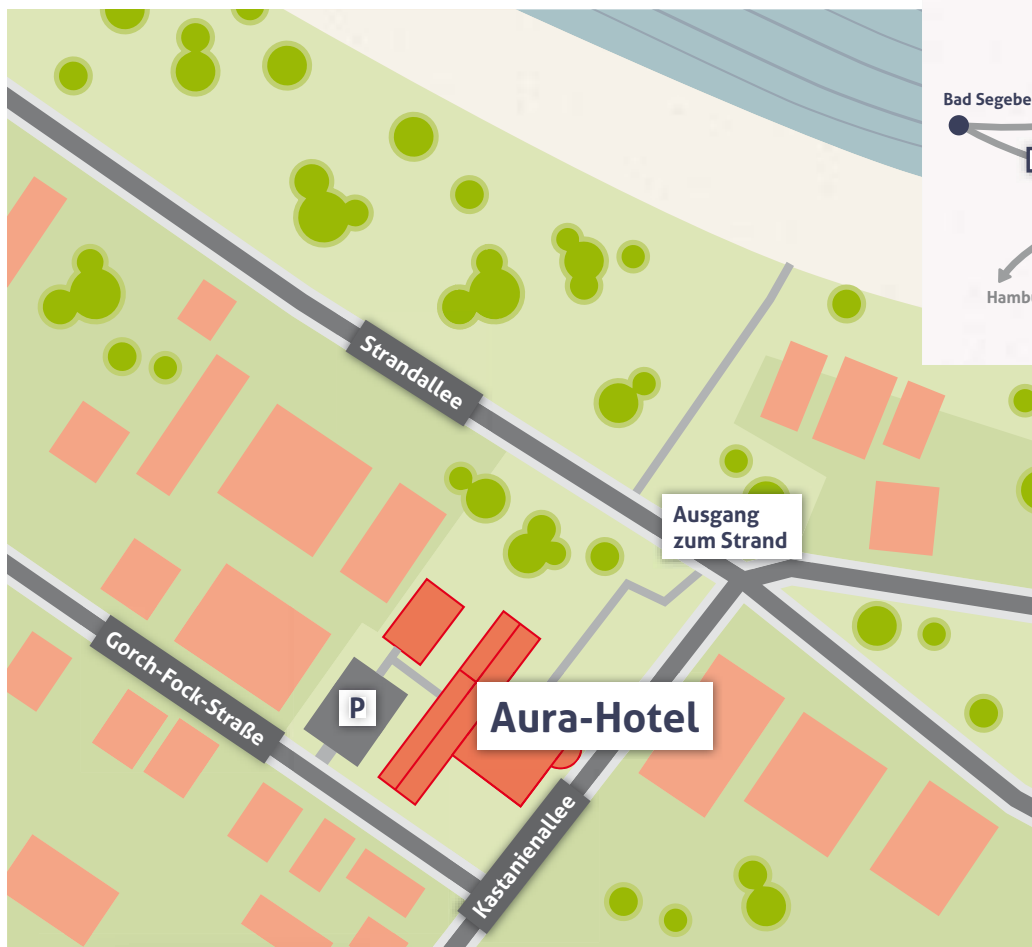 Bad Segebe
Hambu
Strandallee
Ausgang
zum Strand
Gorch-Fock-Straße
P
Aura-Hotel
Kastanienallee